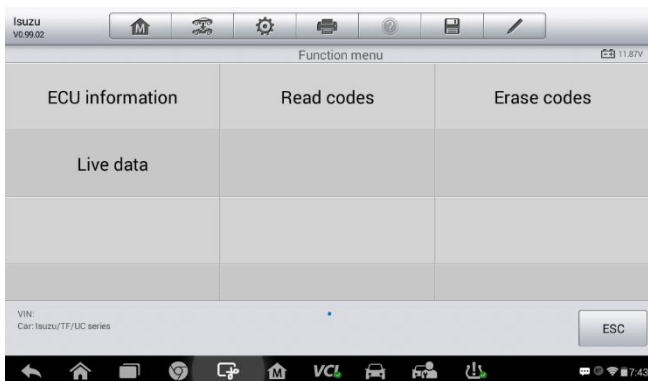 Isuzu
V0.99.02
Function menu
11.87V
ECU information
Read codes
Erase codes
Live data
VIN:
Car: Isuzu/TF/UC series
ESC
VCI
7:43